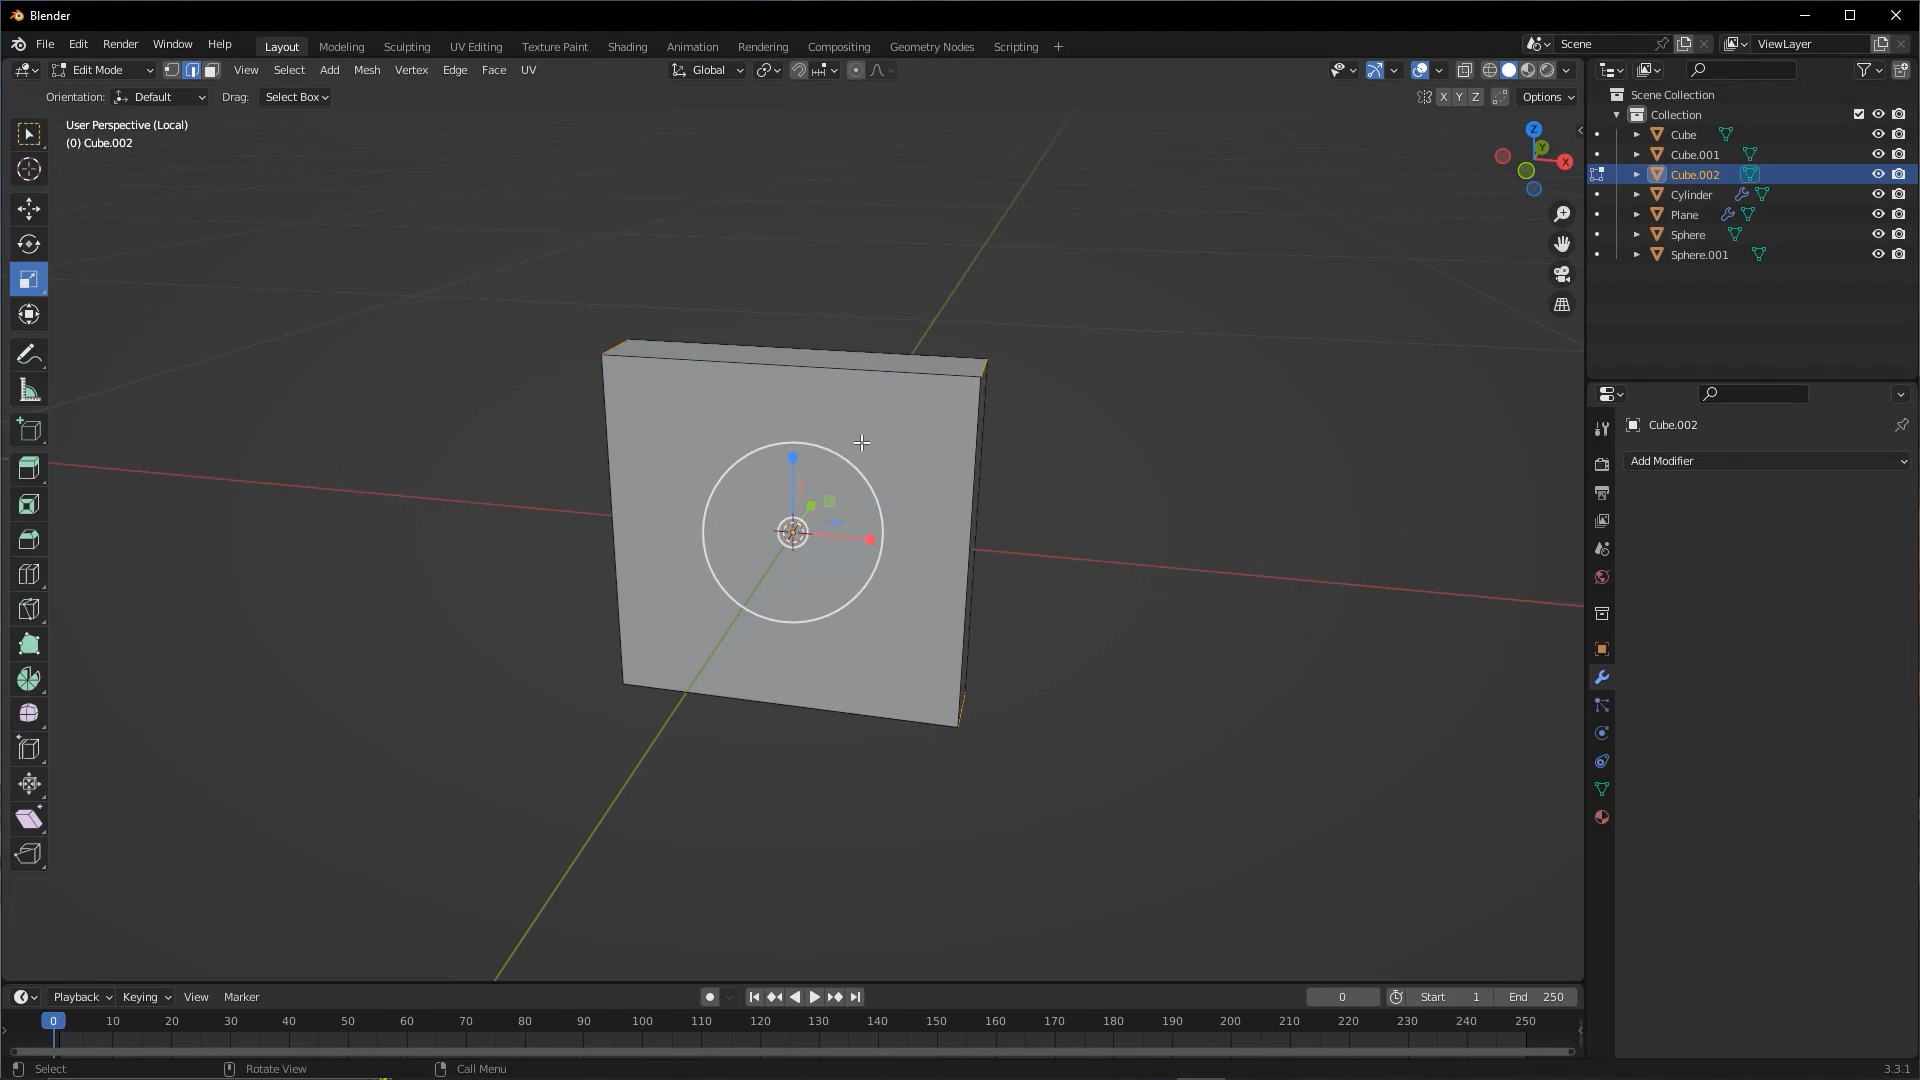 Blender
File Edit Render Window Help Layout Modeling Sculpting UV Editing Texture Paint Shading Animation Rendering Compositing Geometry Nodes Scripting + Scene ViewLayer
Edit Mode View Select Add Mesh Vertex Edge Face UV Global
Orientation: Default Drag: Select Box X Y Z Options
User Perspective (Local)
(0) Cube.002
Z
Y
X
Scene Collection
Collection
Cube
Cube.001
Cube.002
Cylinder
Plane
Sphere
Sphere.001
Cube.002
Add Modifier
Playback Keying View Marker 0 Start 1 End 250
0 10 20 30 40 50 60 70 80 90 100 110 120 130 140 150 160 170 180 190 200 210 220 230 240 250
Select Rotate View Call Menu 3.3.1